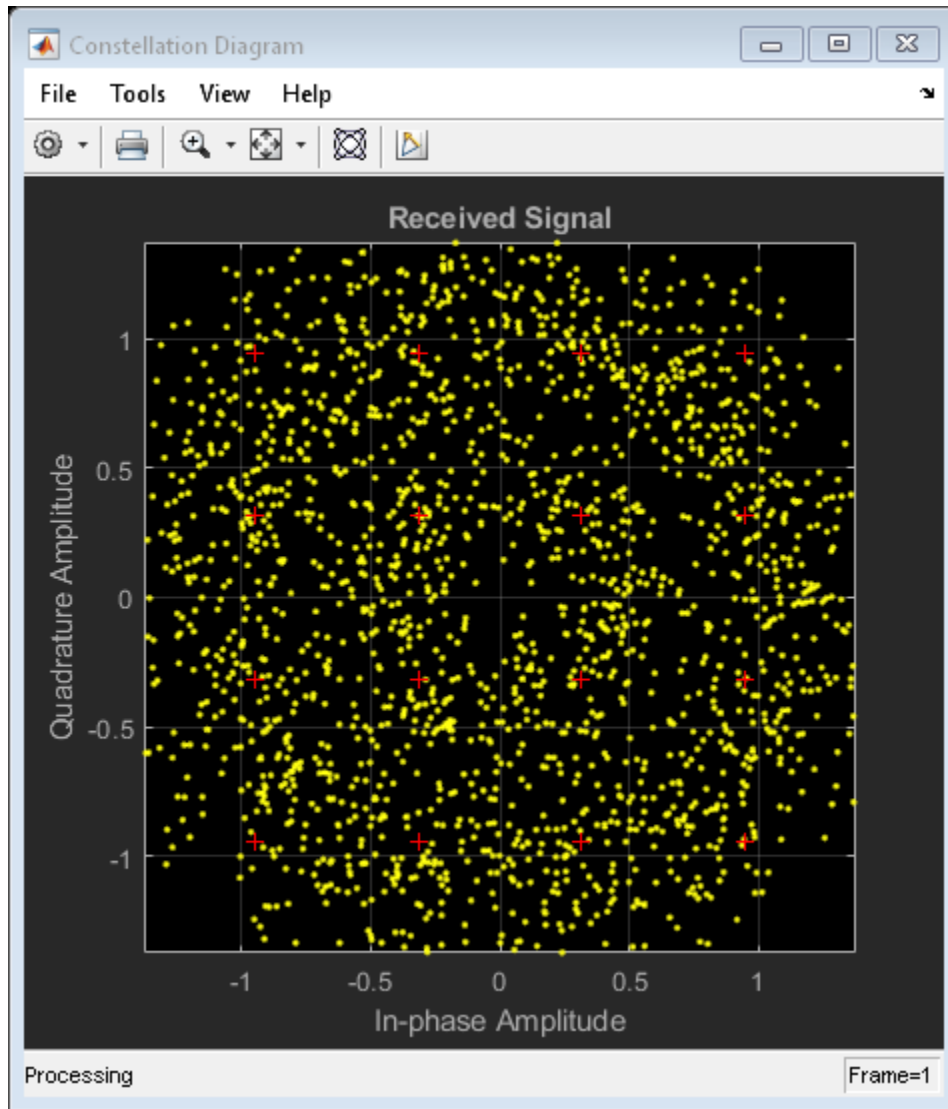 Constellation Diagram
File Tools View Help
Received Signal
1
0.5
0
-0.5
-1
Quadrature Amplitude
-1 -0.5 0 0.5 1
In-phase Amplitude
Processing Frame=1